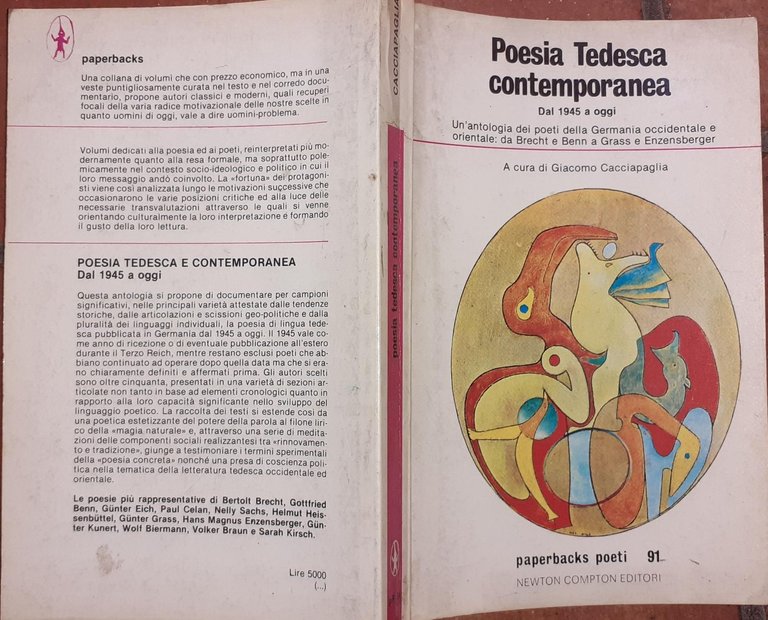 paperbacks
Una collana di volumi che con prezzo economico, ma in una
veste puntigliosamente curata nel testo e nel corredo docu-
mentario, propone autori classici e moderni, quali recuperi
focali della varia radice motivazionale delle nostre scelte in
quanto uomini di oggi, vale a dire uomini-problema.
Volumi dedicati alla poesia ed ai poeti, reinterpretati più mo-
dernamente quanto alla resa formale, ma soprattutto pole-
micamente nel contesto socio-ideologico e politico in cui il
loro messaggio andò coinvolto. La «fortuna» dei protagoni-
sti viene così analizzata lungo le motivazioni successive che
occasionarono le varie posizioni critiche ed alla luce delle
necessarie transvalutazioni attraverso le quali si venne
orientando culturalmente la loro interpretazione e formando
il gusto della loro lettura.
POESIA TEDESCA E CONTEMPORANEA
Dal 1945 a oggi
Questa antologia si propone di documentare per campioni
significativi, nelle principali varietà attestate dalle tendenze
storiche, dalle articolazioni e scissioni geo-politiche e dalla
pluralità dei linguaggi individuali, la poesia di lingua tede-
sca pubblicata in Germania dal 1945 a oggi. Il 1945 vale co-
me anno di ricezione o di eventuale pubblicazione all'estero
durante il Terzo Reich, mentre restano esclusi poeti che ab-
biano continuato ad operare dopo quella data ma che si era-
no chiaramente definiti e affermati prima. Gli autori scelti
sono oltre cinquanta, presentati in una varietà di sezioni ar-
ticolate non tanto in base ad elementi cronologici quanto in
rapporto alla loro capacità significante nello sviluppo del
linguaggio poetico. La raccolta dei testi si estende così da
una poetica estetizzante del potere della parola al filone liri-
co della «magia naturale» e, attraverso una serie di medita-
zioni delle componenti sociali realizzantesi tra «rinnovamen-
to e tradizione», giunge a testimoniare i termini sperimentali
della «poesia concreta» nonché una presa di coscienza poli-
tica nella tematica della letteratura tedesca occidentale ed
orientale.
Le poesie più rappresentative di Bertolt Brecht, Gottfried
Benn, Günter Eich, Paul Celan, Nelly Sachs, Helmut Heis-
senbüttel, Günter Grass, Hans Magnus Enzensberger, Gün-
ter Kunert, Wolf Biermann, Volker Braun e Sarah Kirsch.
Lire 5000
(...)
CACCIAPAGLIA
poesia tedesca contemporanea
Poesia Tedesca
contemporanea
Dal 1945 a oggi
Un'antologia dei poeti della Germania occidentale e
orientale: da Brecht e Benn a Grass e Enzensberger
A cura di Giacomo Cacciapaglia
paperbacks poeti 91
NEWTON COMPTON EDITORI